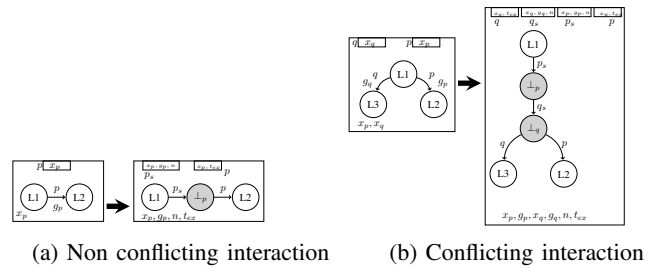 p x_p
L1 p L2
g_p
x_p
x_p, g_p, n x_p, t_ex
p_s p
L1 p_s ⊥_p p L2
x_p, g_p, n, t_ex
(a) Non conflicting interaction
q x_q p x_p
L1
q p
g_q g_p
L3 L2
x_p, x_q
x_q, t_ex x_q, g_q, n x_p, g_p, n x_p, t_ex
q q_s p_s p
L1
p_s
⊥_p
q_s
⊥_q
q p
L3 L2
x_p, g_p, x_q, g_q, n, t_ex
(b) Conflicting interaction